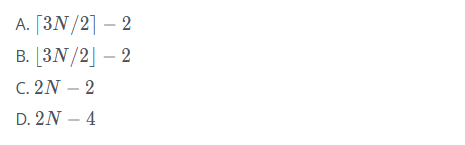 A. ⌈3N/2⌉ − 2
B. ⌊3N/2⌋ − 2
C. 2N − 2
D. 2N − 4